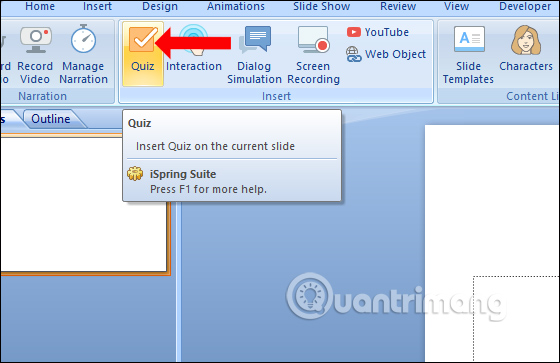 Home Insert Design Animations Slide Show Review View Developer
Record Manage Quiz Interaction Dialog Screen YouTube Slide Characters
Video Narration Simulation Recording Web Object Templates
Narration Insert Content
Outline
Quiz
Insert Quiz on the current slide
iSpring Suite
Press F1 for more help.
Quantrimang